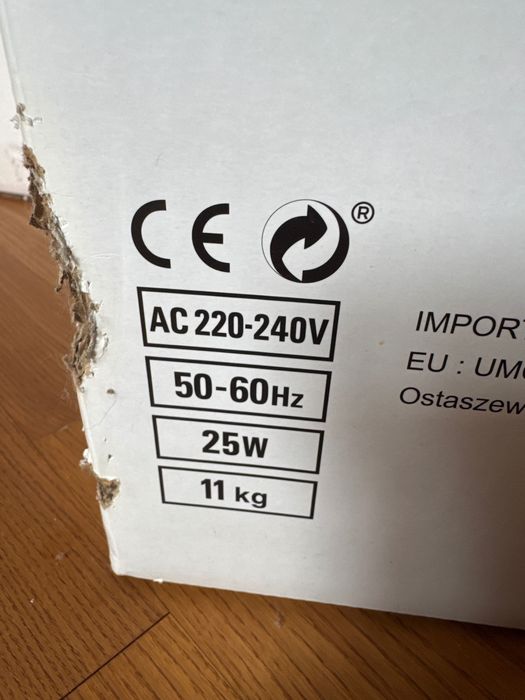 CE ®
AC 220-240V
50-60Hz
25W
11 kg
IMPORT
EU : UM
Ostaszew